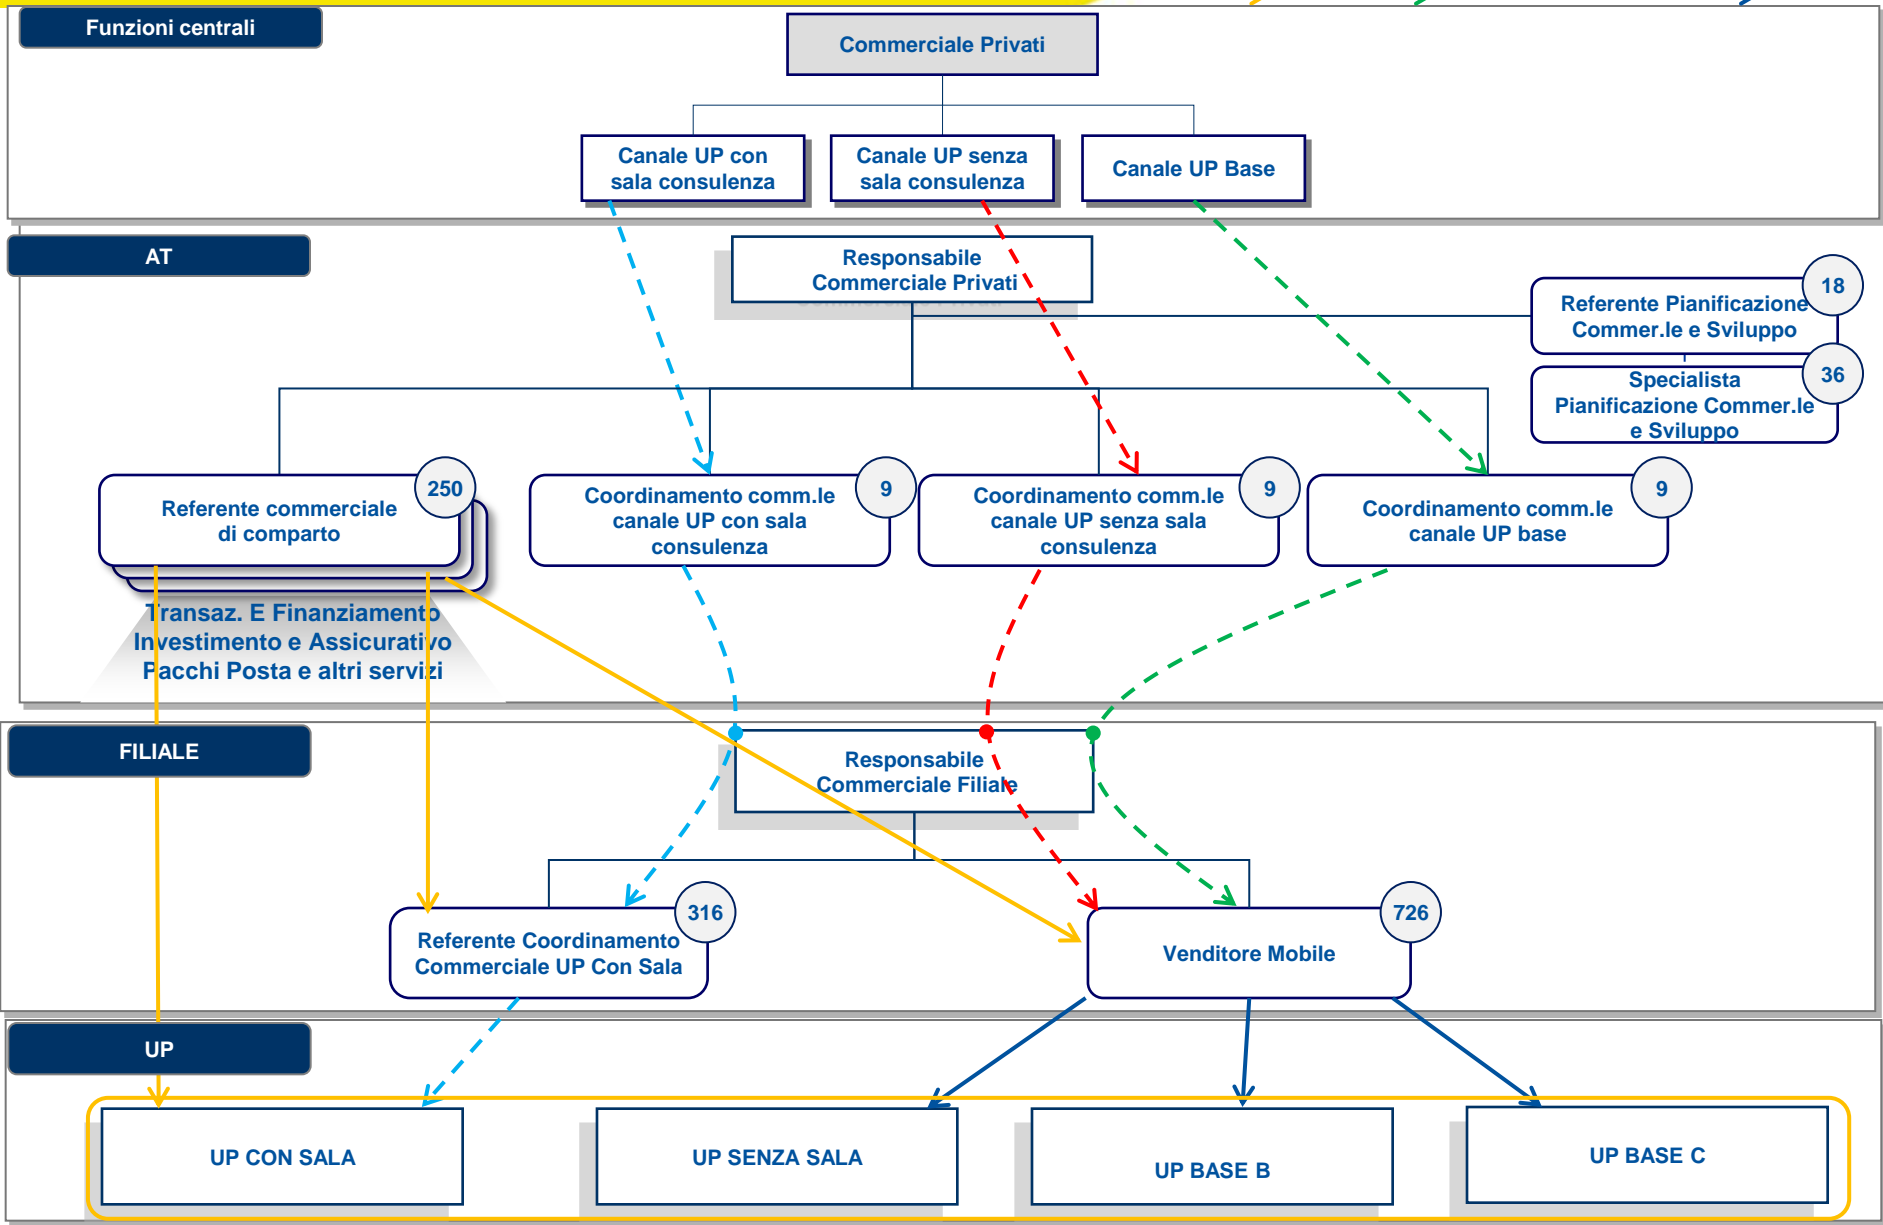 Funzioni centrali
Commerciale Privati
Canale UP con
sala consulenza
Canale UP senza
sala consulenza
Canale UP Base
AT
Responsabile
Commerciale Privati
18
Referente Pianificazione
Commer.le e Sviluppo
36
Specialista
Pianificazione Commer.le
e Sviluppo
250
Referente commerciale
di comparto
9
Coordinamento comm.le
canale UP con sala
consulenza
9
Coordinamento comm.le
canale UP senza sala
consulenza
9
Coordinamento comm.le
canale UP base
Transaz. E Finanziamento
Investimento e Assicurativo
Pacchi Posta e altri servizi
FILIALE
Responsabile
Commerciale Filiale
316
Referente Coordinamento
Commerciale UP Con Sala
726
Venditore Mobile
UP
UP CON SALA
UP SENZA SALA
UP BASE B
UP BASE C